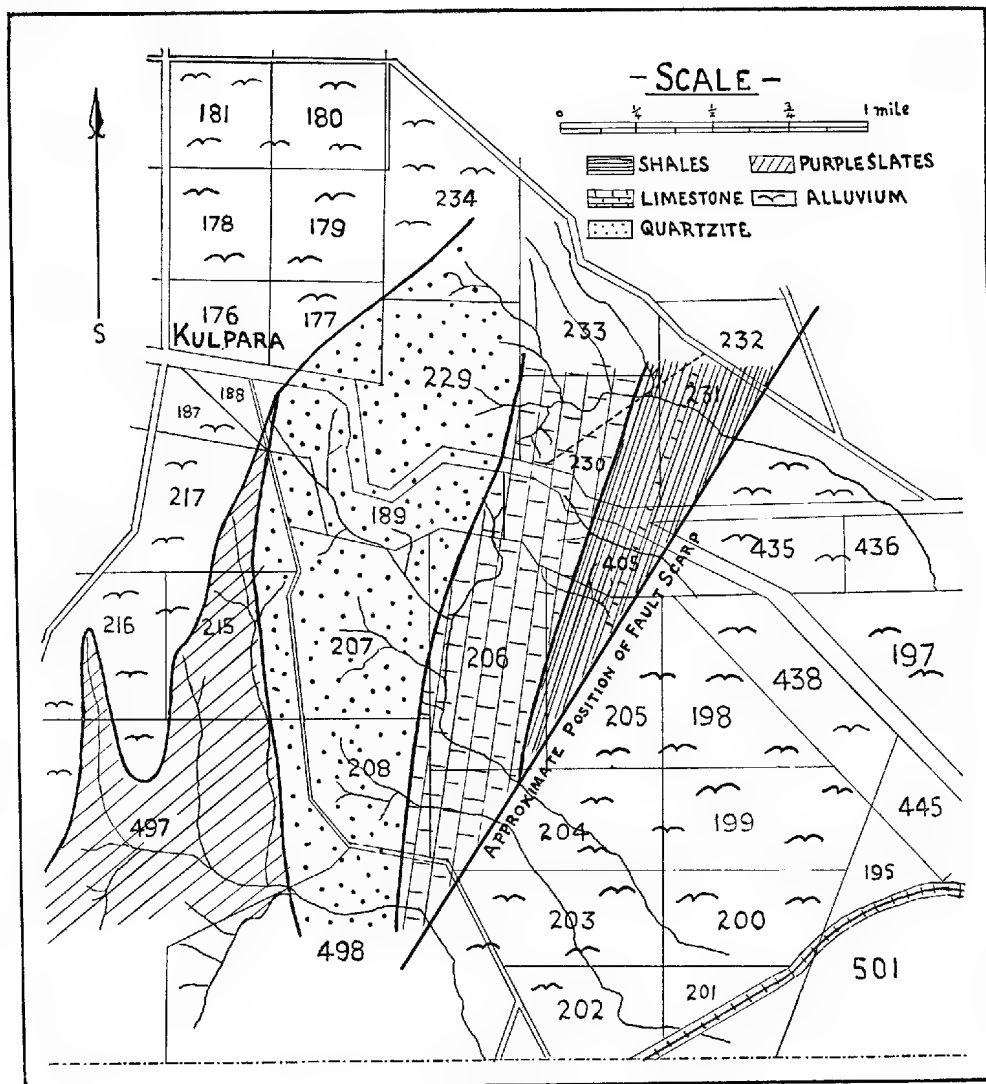 - SCALE -
0 1/4 1/2 3/4 1 mile
SHALES PURPLE SLATES
LIMESTONE ALLUVIUM
QUARTZITE
181 180
234
178 179
176 177
KULPARA
S
233 232
229 231
188
187
230
217 189
435 436
405
216 215 207 206
197
438
205 198
208
APPROXIMATE POSITION OF FAULT SCARP
497 204 199 445
195
203 200
498 501
202 201